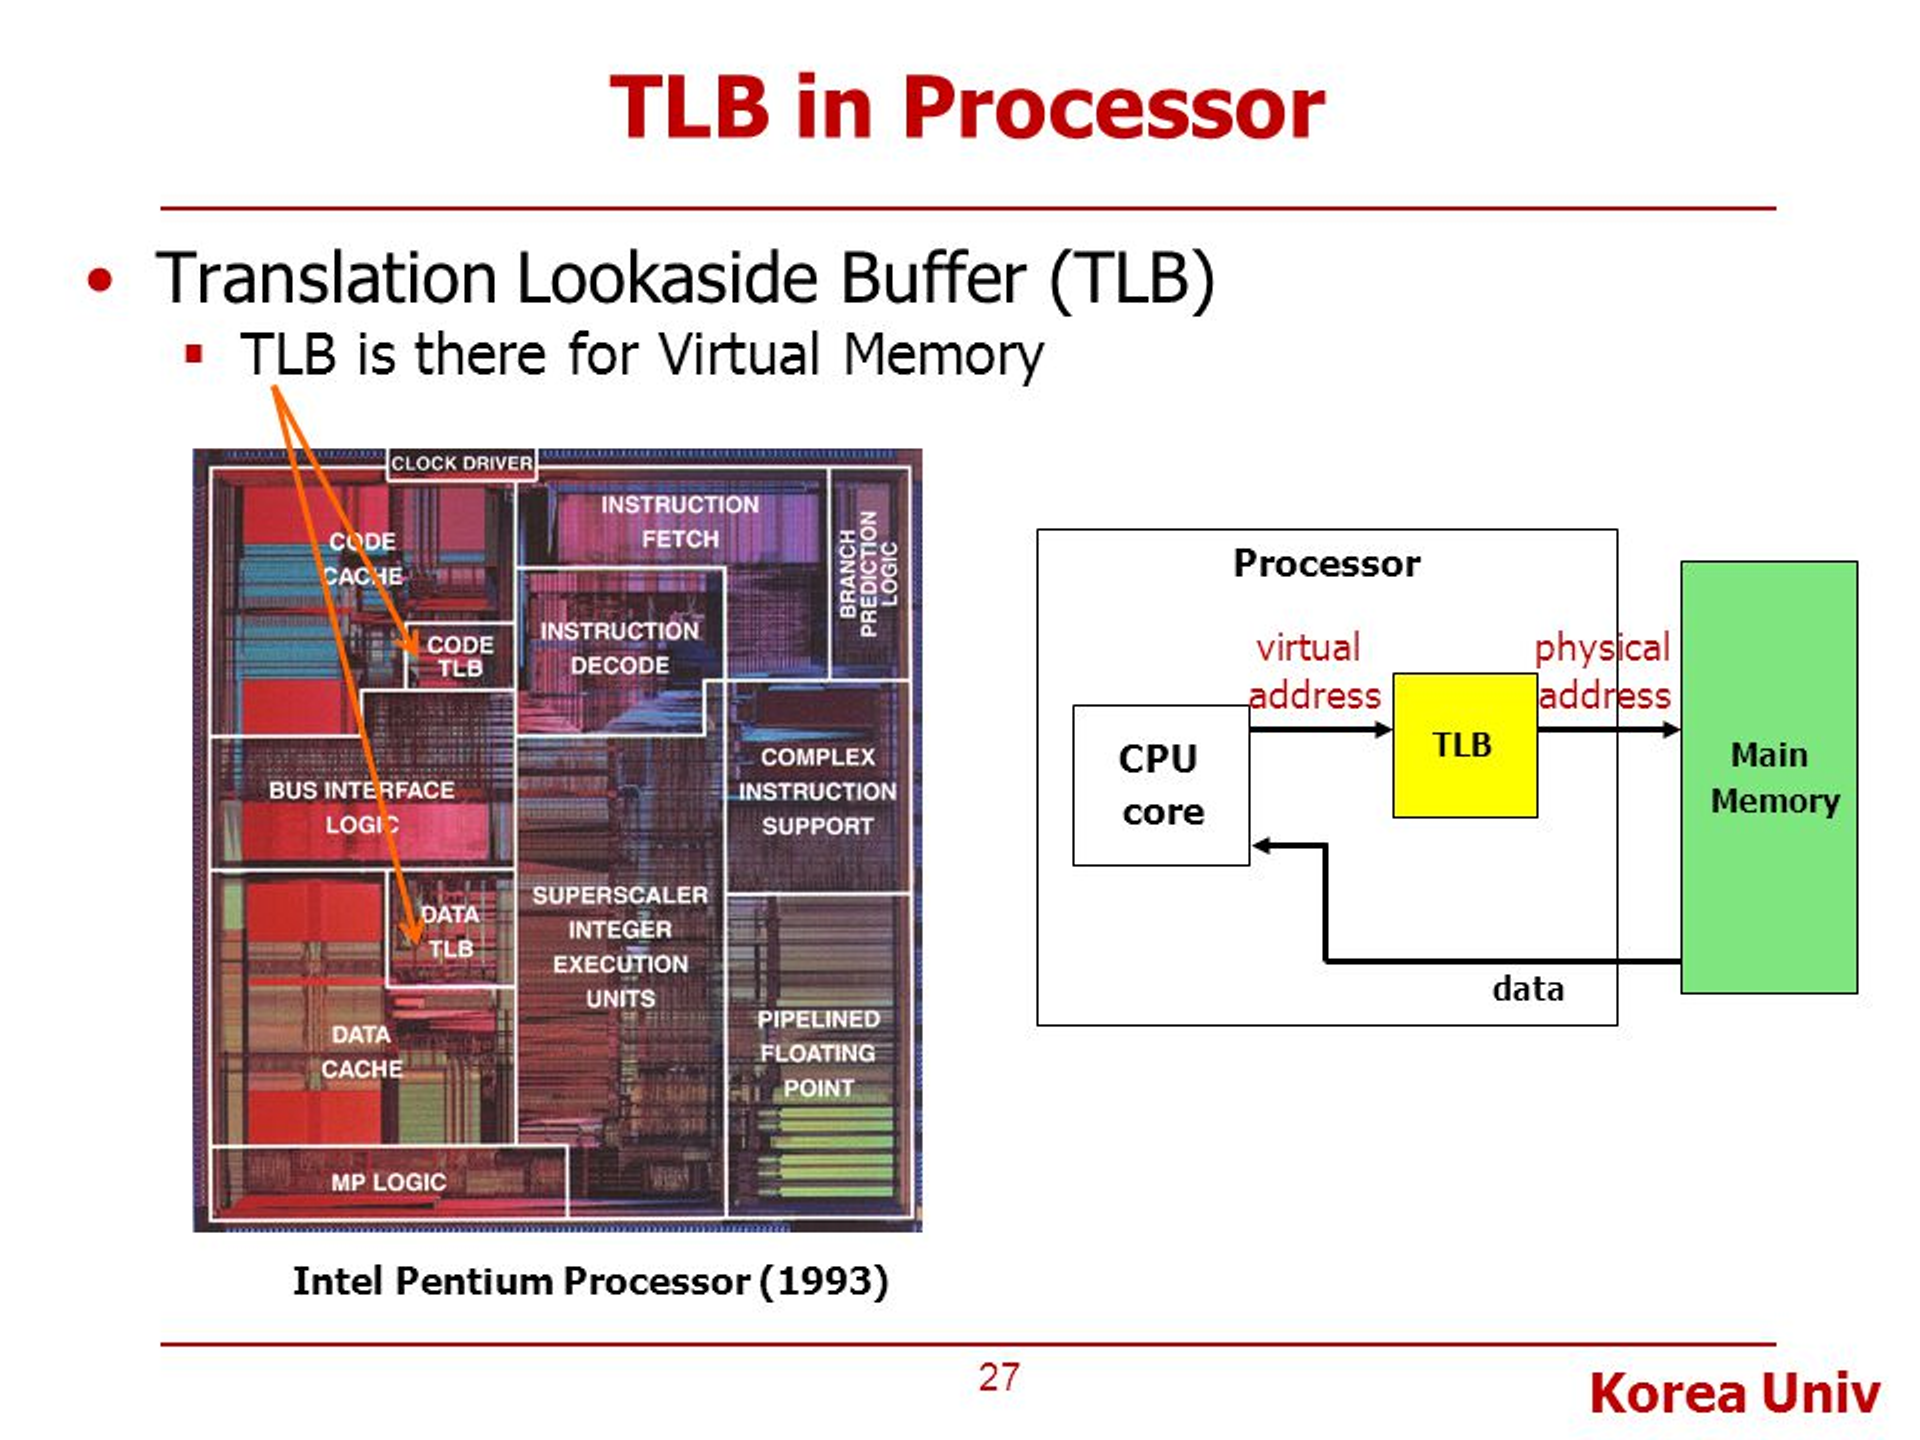 TLB in Processor
Translation Lookaside Buffer (TLB)
TLB is there for Virtual Memory
CLOCK DRIVER
CODE
CACHE
INSTRUCTION
FETCH
BRANCH
PREDICTION
LOGIC
CODE
TLB
INSTRUCTION
DECODE
BUS INTERFACE
LOGIC
COMPLEX
INSTRUCTION
SUPPORT
DATA
TLB
SUPERSCALER
INTEGER
EXECUTION
UNITS
DATA
CACHE
PIPELINED
FLOATING
POINT
MP LOGIC
Intel Pentium Processor (1993)
Processor
virtual
address
physical
address
CPU
core
TLB
Main
Memory
data
27
Korea Univ